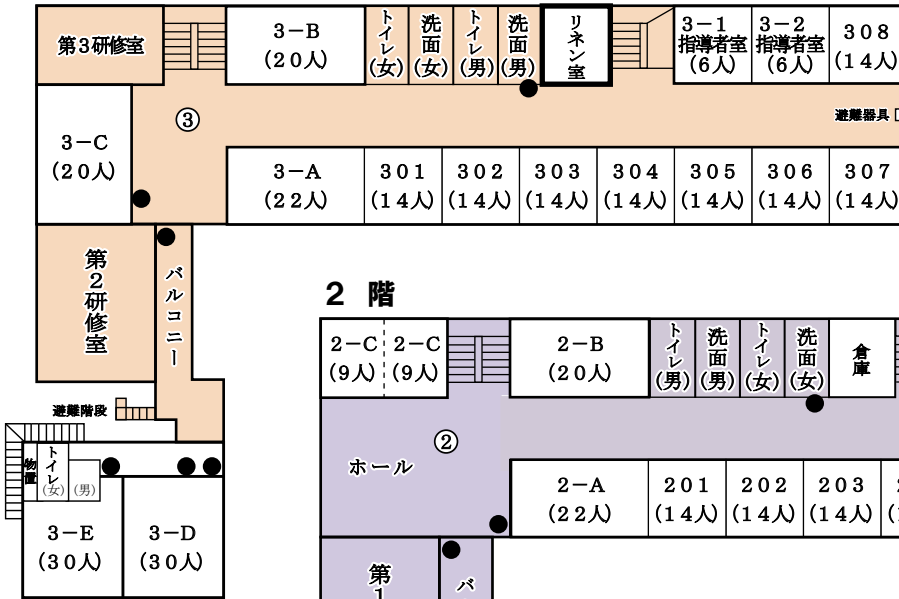 第3研修室
3-B
(20人)
トイレ(女)
洗面(女)
トイレ(男)
洗面(男)
リネン室
3-1
指導者室
(6人)
3-2
指導者室
(6人)
308
(14人)
③
避難器具
3-C
(20人)
3-A
(22人)
301
(14人)
302
(14人)
303
(14人)
304
(14人)
305
(14人)
306
(14人)
307
(14人)
第2研修室
バルコニー
避難階段
物置
トイレ(女)
(男)
3-E
(30人)
3-D
(30人)
2 階
2-C
(9人)
2-C
(9人)
2-B
(20人)
トイレ(男)
洗面(男)
トイレ(女)
洗面(女)
倉庫
②
ホール
2-A
(22人)
201
(14人)
202
(14人)
203
(14人)
第1
バ